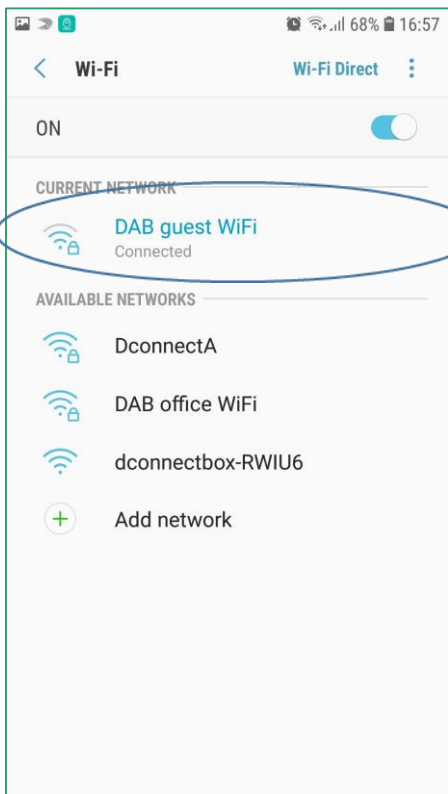 68% 16:57
Wi-Fi Wi-Fi Direct
ON
CURRENT NETWORK
DAB guest WiFi
Connected
AVAILABLE NETWORKS
DconnectA
DAB office WiFi
dconnectbox-RWIU6
Add network